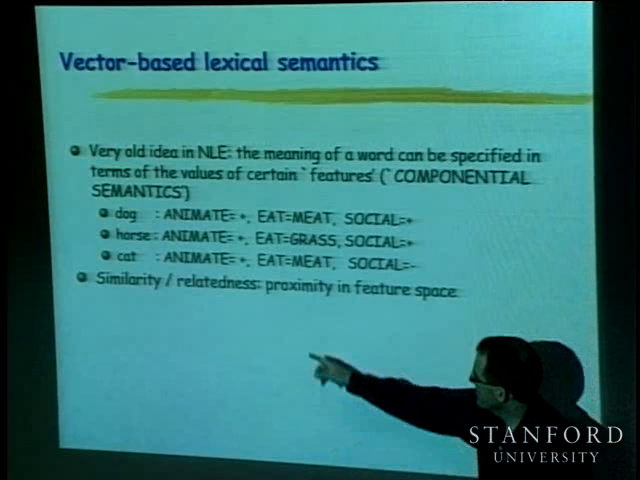 Vector-based lexical semantics
Very old idea in NLE: the meaning of a word can be specified in
terms of the values of certain `features' (`COMPONENTIAL
SEMANTICS')
dog : ANIMATE= +, EAT=MEAT, SOCIAL=+
horse : ANIMATE= +, EAT=GRASS, SOCIAL=+
cat : ANIMATE= +, EAT=MEAT, SOCIAL=-
Similarity / relatedness: proximity in feature space
STANFORD
UNIVERSITY